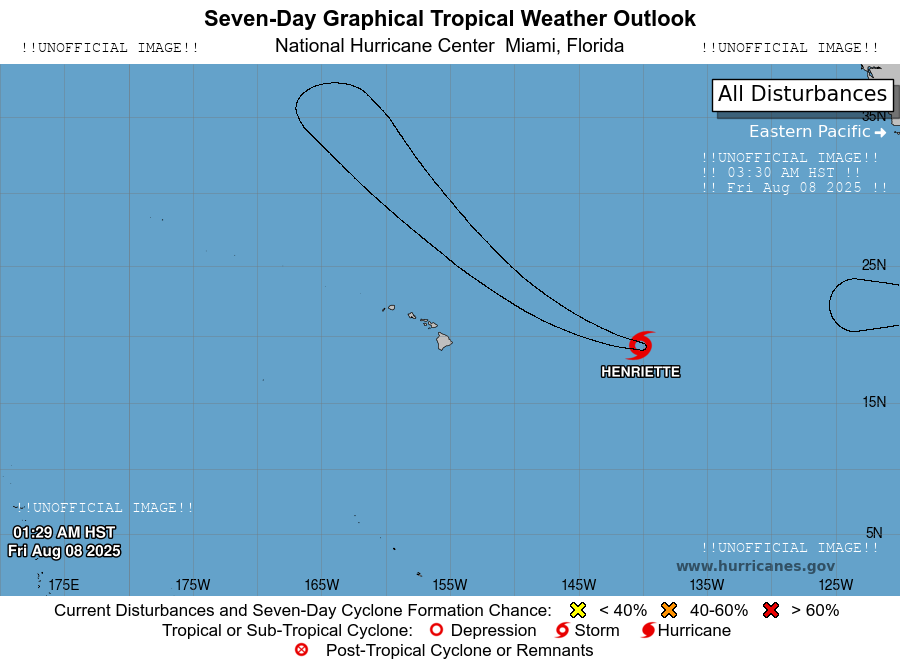 Seven-Day Graphical Tropical Weather Outlook
!!UNOFFICIAL IMAGE!! National Hurricane Center Miami, Florida !!UNOFFICIAL IMAGE!!
All Disturbances
35N
Eastern Pacific →
!!UNOFFICIAL IMAGE!!
!! 03:30 AM HST !!
!! Fri Aug 08 2025 !!
25N
HENRIETTE
15N
!!UNOFFICIAL IMAGE!!
01:29 AM HST
Fri Aug 08 2025
5N
!!UNOFFICIAL IMAGE!!
www.hurricanes.gov
175E 175W 165W 155W 145W 135W 125W
Current Disturbances and Seven-Day Cyclone Formation Chance: < 40% 40-60% > 60%
Tropical or Sub-Tropical Cyclone: Depression Storm Hurricane
Post-Tropical Cyclone or Remnants